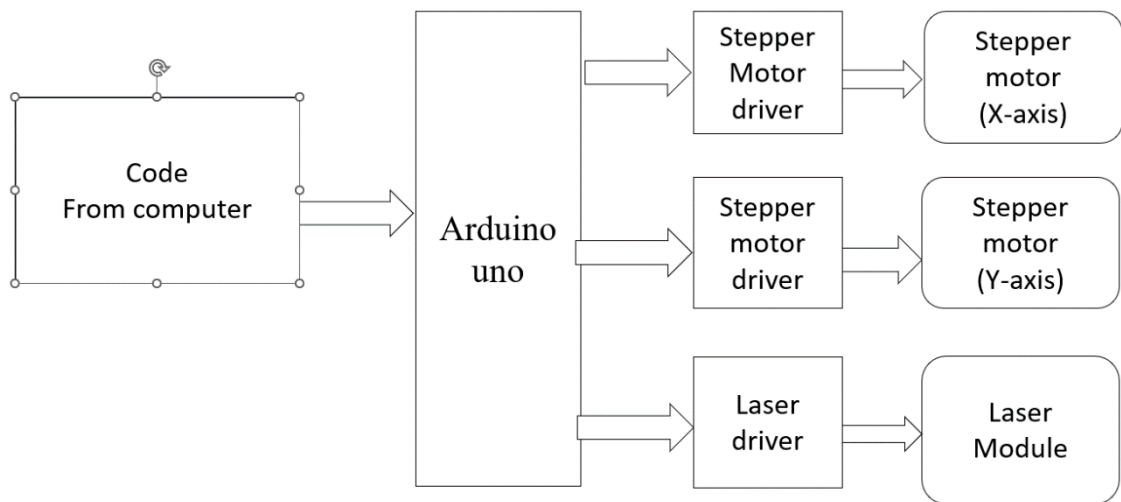 Code
From computer
Arduino
uno
Stepper
Motor
driver
Stepper
motor
(X-axis)
Stepper
motor
driver
Stepper
motor
(Y-axis)
Laser
driver
Laser
Module